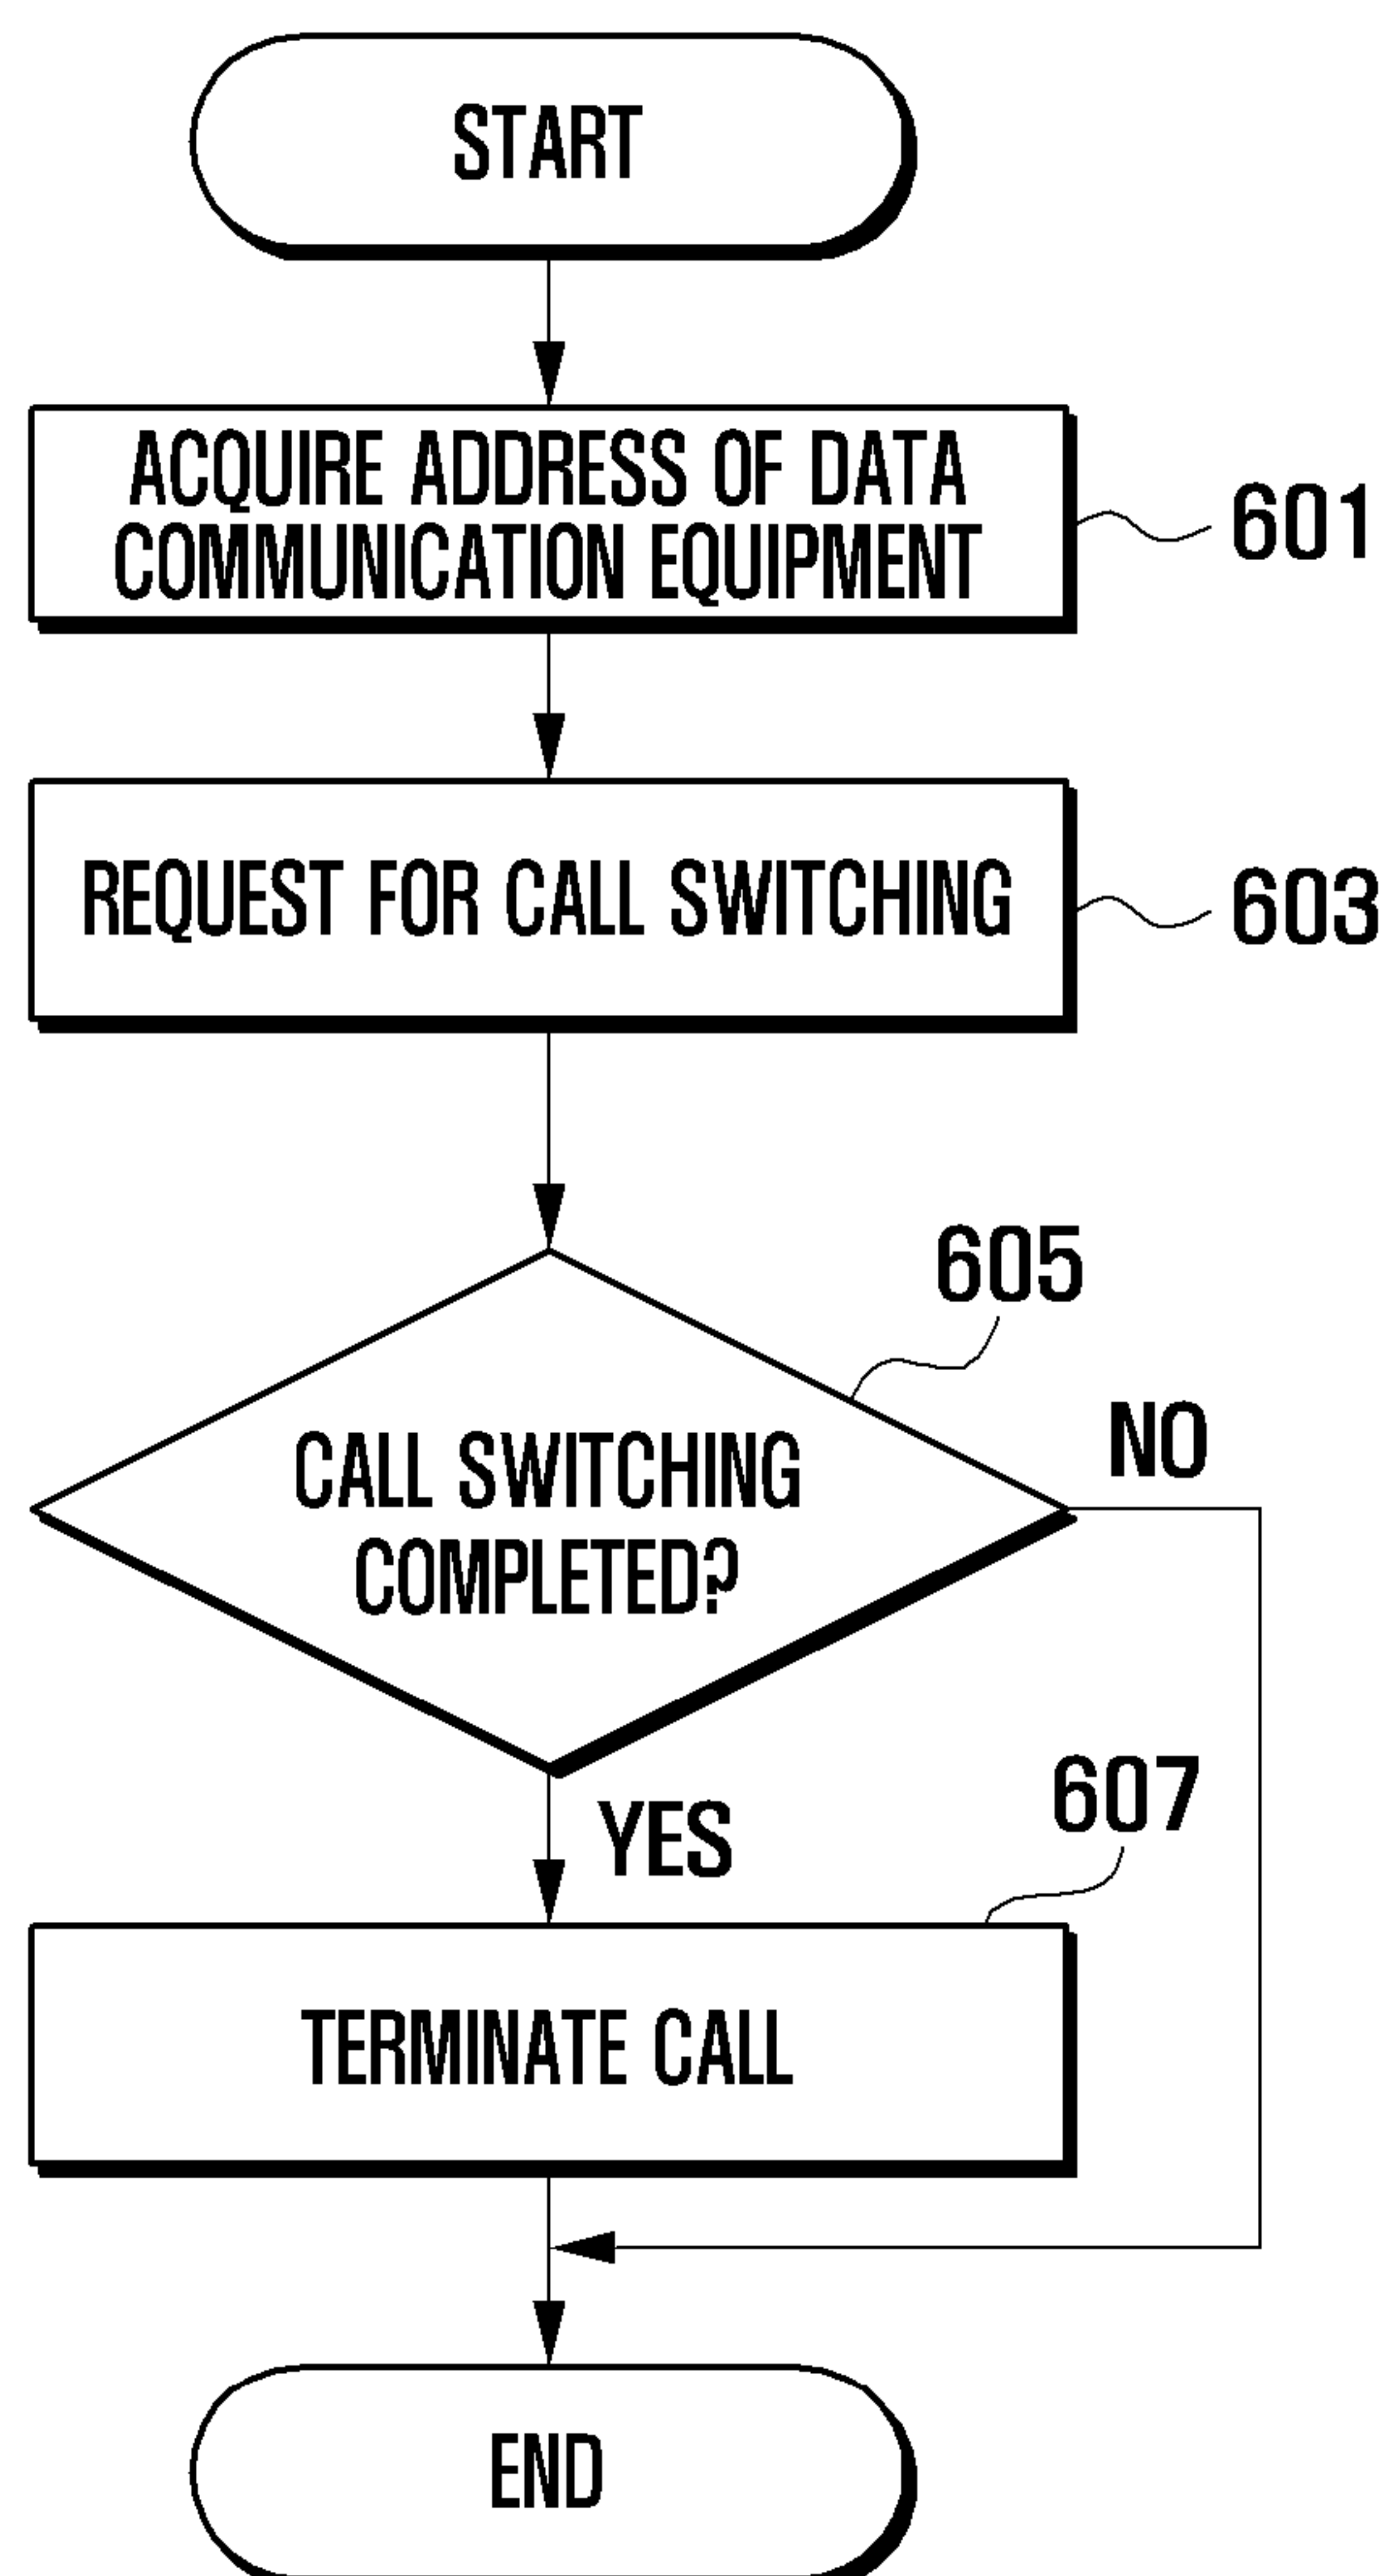 START
ACQUIRE ADDRESS OF DATA
COMMUNICATION EQUIPMENT
601
REQUEST FOR CALL SWITCHING
603
605
CALL SWITCHING
COMPLETED?
NO
YES
607
TERMINATE CALL
END